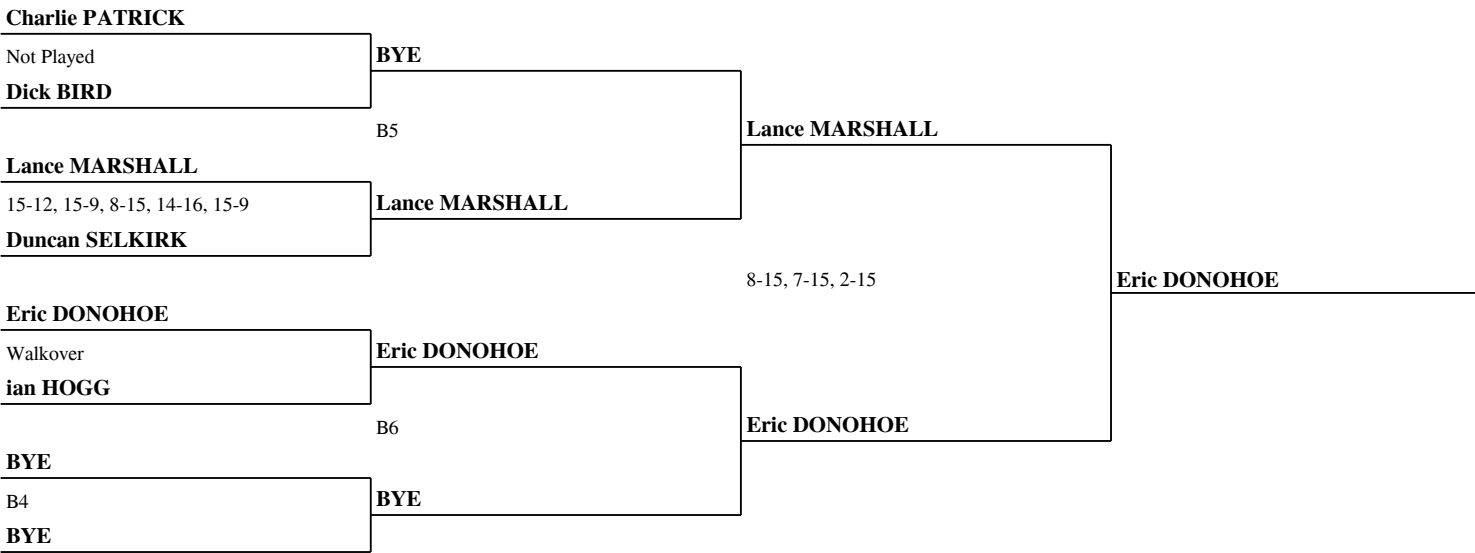 Charlie PATRICK
Not Played
BYE
Dick BIRD
B5
Lance MARSHALL
Lance MARSHALL
15-12, 15-9, 8-15, 14-16, 15-9
Lance MARSHALL
Duncan SELKIRK
8-15, 7-15, 2-15
Eric DONOHOE
Eric DONOHOE
Walkover
Eric DONOHOE
ian HOGG
B6
Eric DONOHOE
BYE
B4
BYE
BYE